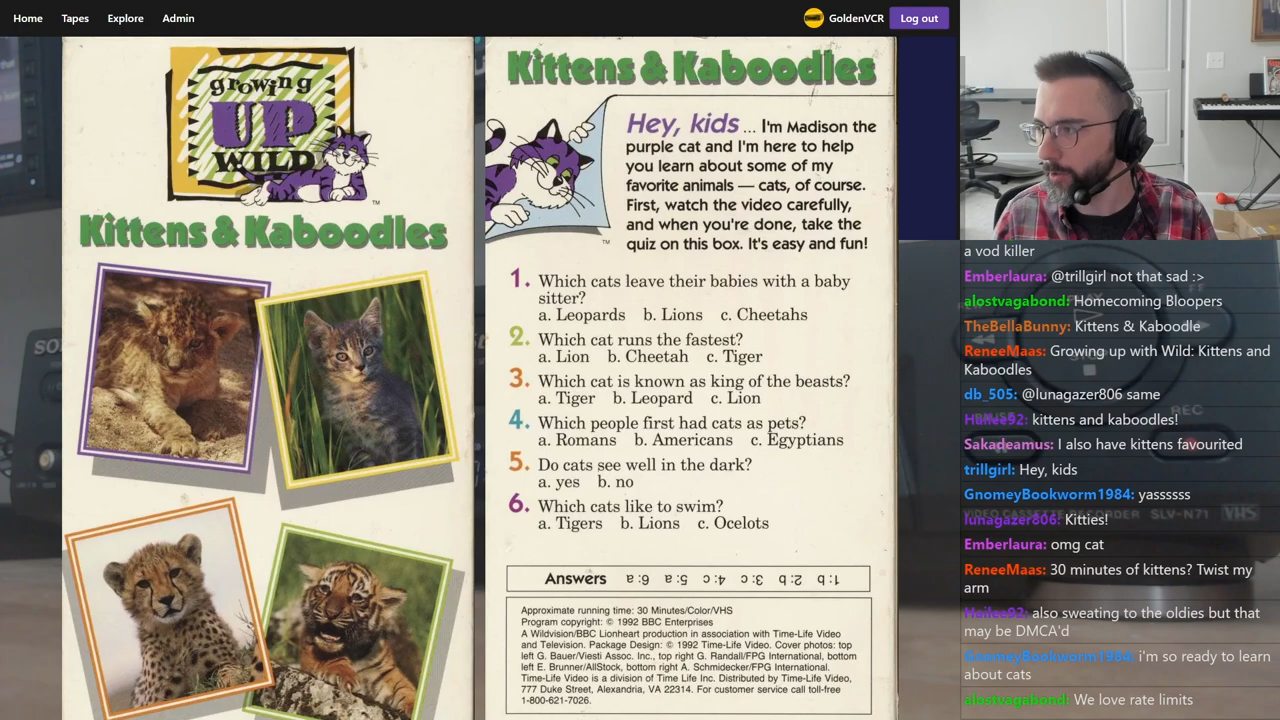 Home Tapes Explore Admin
GoldenVCR Log out
growing
UP
WILD
TM
Kittens & Kaboodles
Kittens & Kaboodles
Hey, kids ... I'm Madison the
purple cat and I'm here to help
you learn about some of my
favorite animals — cats, of course.
First, watch the video carefully,
and when you're done, take the
quiz on this box. It's easy and fun!
TM
1. Which cats leave their babies with a baby
sitter?
a. Leopards b. Lions c. Cheetahs
2. Which cat runs the fastest?
a. Lion b. Cheetah c. Tiger
3. Which cat is known as king of the beasts?
a. Tiger b. Leopard c. Lion
4. Which people first had cats as pets?
a. Romans b. Americans c. Egyptians
5. Do cats see well in the dark?
a. yes b. no
6. Which cats like to swim?
a. Tigers b. Lions c. Ocelots
Answers 1: b 2: b 3: c 4: c 5: a 6: a
Approximate running time: 30 Minutes/Color/VHS
Program copyright: © 1992 BBC Enterprises
A Wildvision/BBC Lionheart production in association with Time-Life Video
and Television. Package Design: © 1992 Time-Life Video. Cover photos: top
left G. Bauer/Viesti Assoc. Inc., top right G. Randall/FPG International, bottom
left E. Brunner/AllStock, bottom right A. Schmidecker/FPG International.
Time-Life Video is a division of Time Life Inc. Distributed by Time-Life Video,
777 Duke Street, Alexandria, VA 22314. For customer service call toll-free
1-800-621-7026.
a vod killer
Emberlaura: @trillgirl not that sad :>
alostvagabond: Homecoming Bloopers
TheBellaBunny: Kittens & Kaboodle
ReneeMaas: Growing up with Wild: Kittens and
Kaboodles
db_505: @lunagazer806 same
Hailee92: kittens and kaboodles!
Sakadeamus: I also have kittens favourited
trillgirl: Hey, kids
GnomeyBookworm1984: yassssss
lunagazer806: Kitties!
Emberlaura: omg cat
ReneeMaas: 30 minutes of kittens? Twist my
arm
Hailee92: also sweating to the oldies but that
may be DMCA'd
GnomeyBookworm1984: i'm so ready to learn
about cats
alostvagabond: We love rate limits
FF
REC
VIDEO CASSETTE RECORDER SLV-N71 VHS